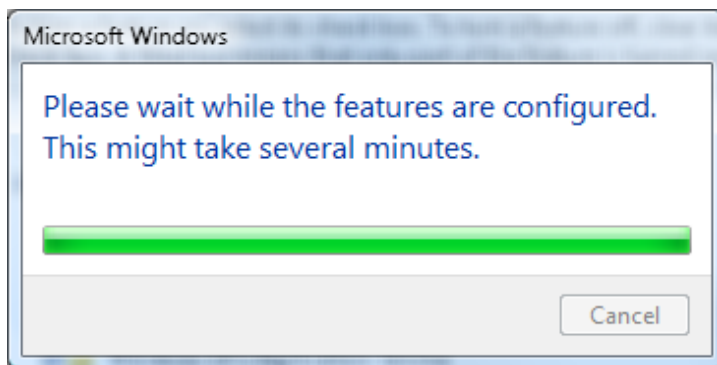 Microsoft Windows
Please wait while the features are configured.
This might take several minutes.
Cancel